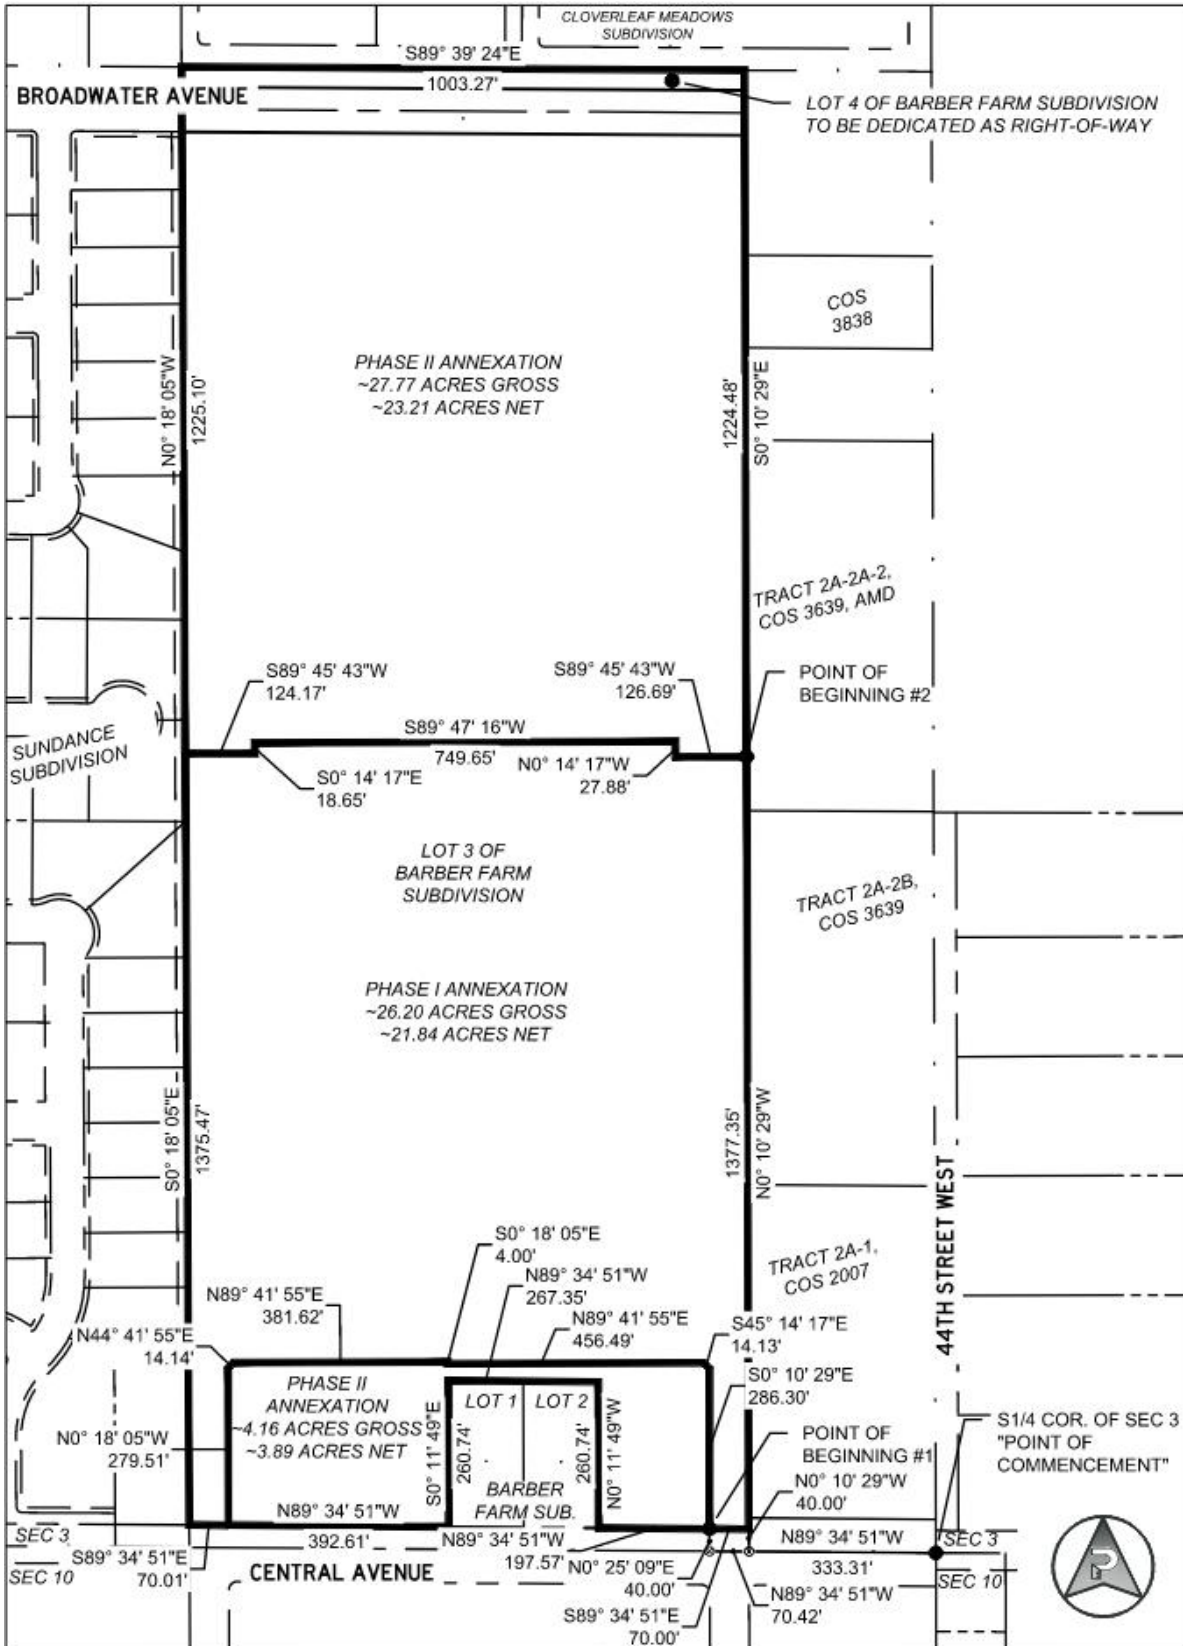 CLOVERLEAF MEADOWS
SUBDIVISION
S89° 39' 24"E
1003.27'
BROADWATER AVENUE
LOT 4 OF BARBER FARM SUBDIVISION
TO BE DEDICATED AS RIGHT-OF-WAY
COS
3838
PHASE II ANNEXATION
~27.77 ACRES GROSS
~23.21 ACRES NET
N0° 18' 05"W
1225.10'
1224.48'
S0° 10' 29"E
TRACT 2A-2A-2,
COS 3639, AMD
S89° 45' 43"W
124.17'
S89° 45' 43"W
126.69'
POINT OF
BEGINNING #2
S89° 47' 16"W
749.65'
SUNDANCE
SUBDIVISION
S0° 14' 17"E
18.65'
N0° 14' 17"W
27.88'
LOT 3 OF
BARBER FARM
SUBDIVISION
TRACT 2A-2B,
COS 3639
PHASE I ANNEXATION
~26.20 ACRES GROSS
~21.84 ACRES NET
S0° 18' 05"E
1375.47'
1377.35'
N0° 10' 29"W
44TH STREET WEST
S0° 18' 05"E
4.00'
TRACT 2A-1,
COS 2007
N89° 34' 51"W
267.35'
N89° 41' 55"E
381.62'
N89° 41' 55"E
456.49'
N44° 41' 55"E
14.14'
S45° 14' 17"E
14.13'
S0° 10' 29"E
286.30'
PHASE II
ANNEXATION
~4.16 ACRES GROSS
~3.89 ACRES NET
S0° 11' 49"E
260.74'
LOT 1
LOT 2
260.74'
N0° 11' 49"W
N0° 18' 05"W
279.51'
POINT OF
BEGINNING #1
S1/4 COR. OF SEC 3
"POINT OF
COMMENCEMENT"
BARBER
FARM SUB.
N0° 10' 29"W
40.00'
N89° 34' 51"W
392.61'
N89° 34' 51"W
197.57'
N89° 34' 51"W
333.31'
SEC 3
SEC 10
SEC 3
SEC 10
S89° 34' 51"E
70.01'
CENTRAL AVENUE
N0° 25' 09"E
40.00'
N89° 34' 51"W
70.42'
S89° 34' 51"E
70.00'